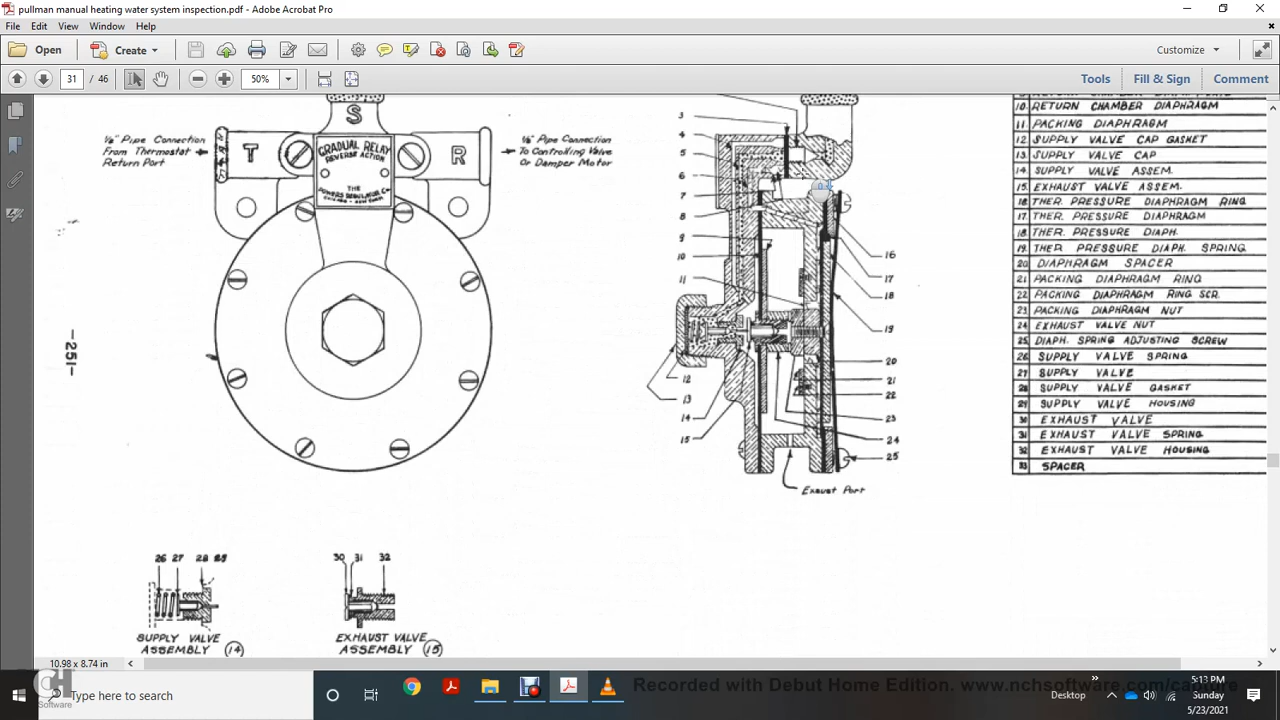 pullman manual heating water system inspection.pdf - Adobe Acrobat Pro
File Edit View Window Help
Open Create Customize
31 / 46 50% Tools Fill & Sign Comment
1/8" Pipe Connection
From Thermostat
Return Port
S
T
R
GRADUAL RELAY
REVERSE ACTION
THE
POWERS REGULATOR CO
1/8" Pipe Connection
To Controlling Valve
or Damper Motor
-251-
3
4
5
6
7
8
9
10
11
12
13
14
15
16
17
18
19
20
21
22
23
24
25
Exaust Port
10. RETURN CHAMBER DIAPHRAGM
11. PACKING DIAPHRAGM
12 SUPPLY VALVE CAP GASKET
13 SUPPLY VALVE CAP
14. SUPPLY VALVE ASSEM.
15. EXHAUST VALVE ASSEM.
16 THER. PRESSURE DIAPHRAGM RING
17. THER. PRESSURE DIAPHRAGM
18 THER. PRESSURE DIAPH.
19. THER PRESSURE DIAPH. SPRING
20 DIAPHRAGM SPACER
21 PACKING DIAPHRAGM RING
22 PACKING DIAPHRAGM RING SCR.
23 PACKING DIAPHRAGM NUT
24 EXHAUST VALVE NUT
25 DIAPH. SPRING ADJUSTING SCREW
26 SUPPLY VALVE SPRING
27 SUPPLY VALVE
28 SUPPLY VALVE GASKET
29 SUPPLY VALVE HOUSING
30 EXHAUST VALVE
31 EXHAUST VALVE SPRING
32 EXHAUST VALVE HOUSING
33 SPACER
26 27 28 29
SUPPLY VALVE
ASSEMBLY 14
30 31 32
EXHAUST VALVE
ASSEMBLY 15
10.98 x 8.74 in
Type here to search
Software
Recorded with Debut Home Edition. www.nchsoftware.com/capture
Desktop
5:13 PM
Sunday
5/23/2021